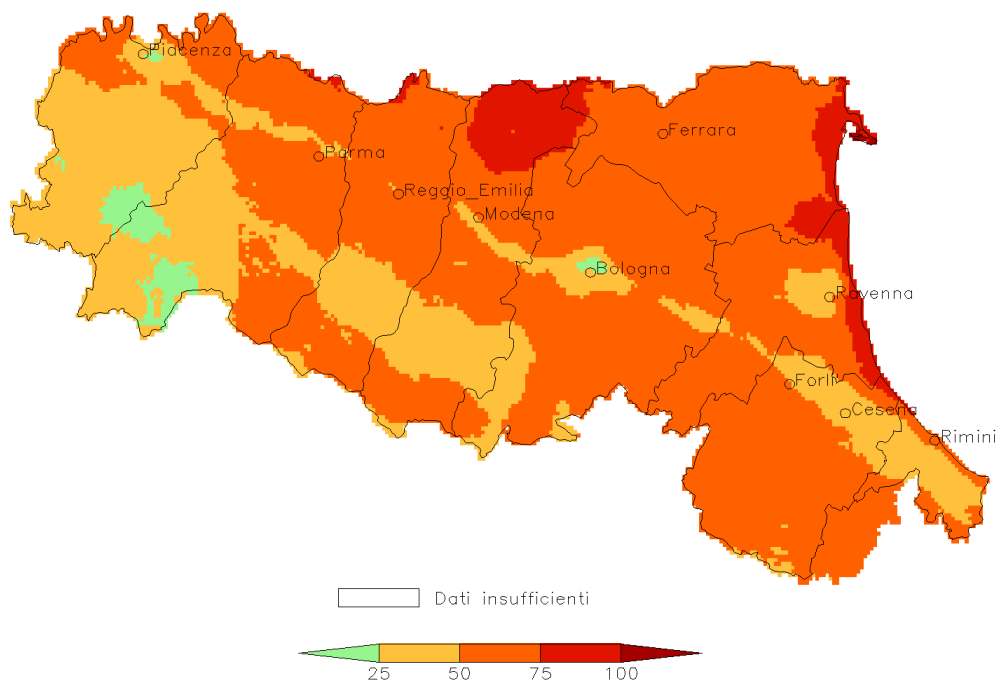 Piacenza
Ferrara
Parma
Reggio_Emilia
Modena
Bologna
Ravenna
Forlì
Cesena
Rimini
Dati insufficienti
25 50 75 100